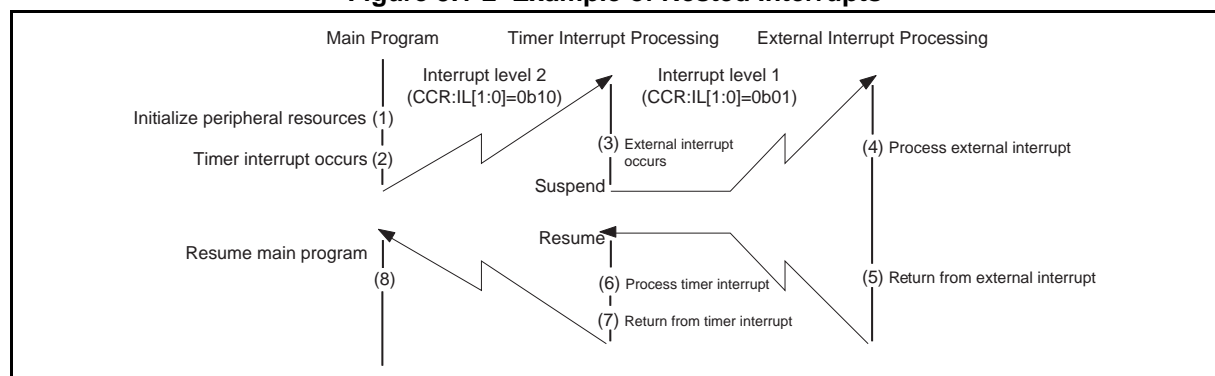 Main Program
Timer Interrupt Processing
External Interrupt Processing
Interrupt level 2
(CCR:IL[1:0]=0b10)
Interrupt level 1
(CCR:IL[1:0]=0b01)
Initialize peripheral resources (1)
Timer interrupt occurs (2)
(3) External interrupt
occurs
Suspend
(4) Process external interrupt
Resume main program
(8)
Resume
(6) Process timer interrupt
(7) Return from timer interrupt
(5) Return from external interrupt